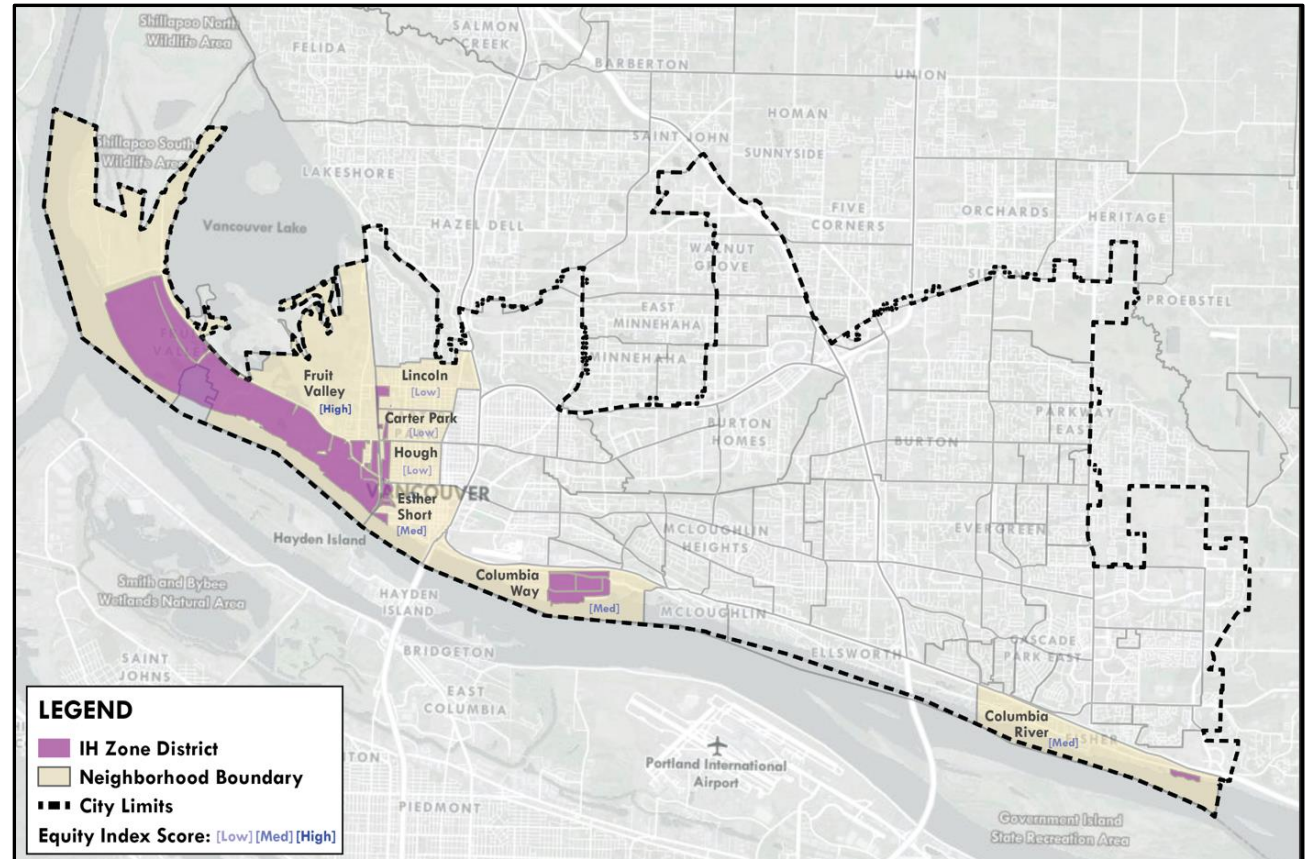 Shillapoo North
Wildlife Area
SALMON
CREEK
FELIDA
BARBERTON
UNION
HOMAN
SAINT JOHN
SUNNYSIDE
Shillapoo South
Wildlife Area
LAKESHORE
FIVE
CORNERS
ORCHARDS
HERITAGE
Vancouver Lake
HAZEL DELL
WALNUT
GROVE
PROEBSTEL
EAST
MINNEHAHA
MINNEHAHA
Fruit
Valley
[High]
Lincoln
[Low]
Carter Park
[Low]
Hough
[Low]
VANCOUVER
Esther
Short
[Med]
BURTON
HOMES
BURTON
PARKWAY
EAST
EVERGREEN
MCLOUGHLIN
HEIGHTS
Hayden Island
Columbia
Way
[Med]
MCLOUGHLIN
Smith and Bybee
Wetlands Natural Area
HAYDEN
ISLAND
BRIDGETON
ELLSWORTH
CASCADE
PARK EAST
SAINT
JOHNS
EAST
COLUMBIA
Columbia
River
[Med]
FISHER
Portland International
Airport
PIEDMONT
Government Island
State Recreation Area
LEGEND
IH Zone District
Neighborhood Boundary
City Limits
Equity Index Score: [Low] [Med] [High]